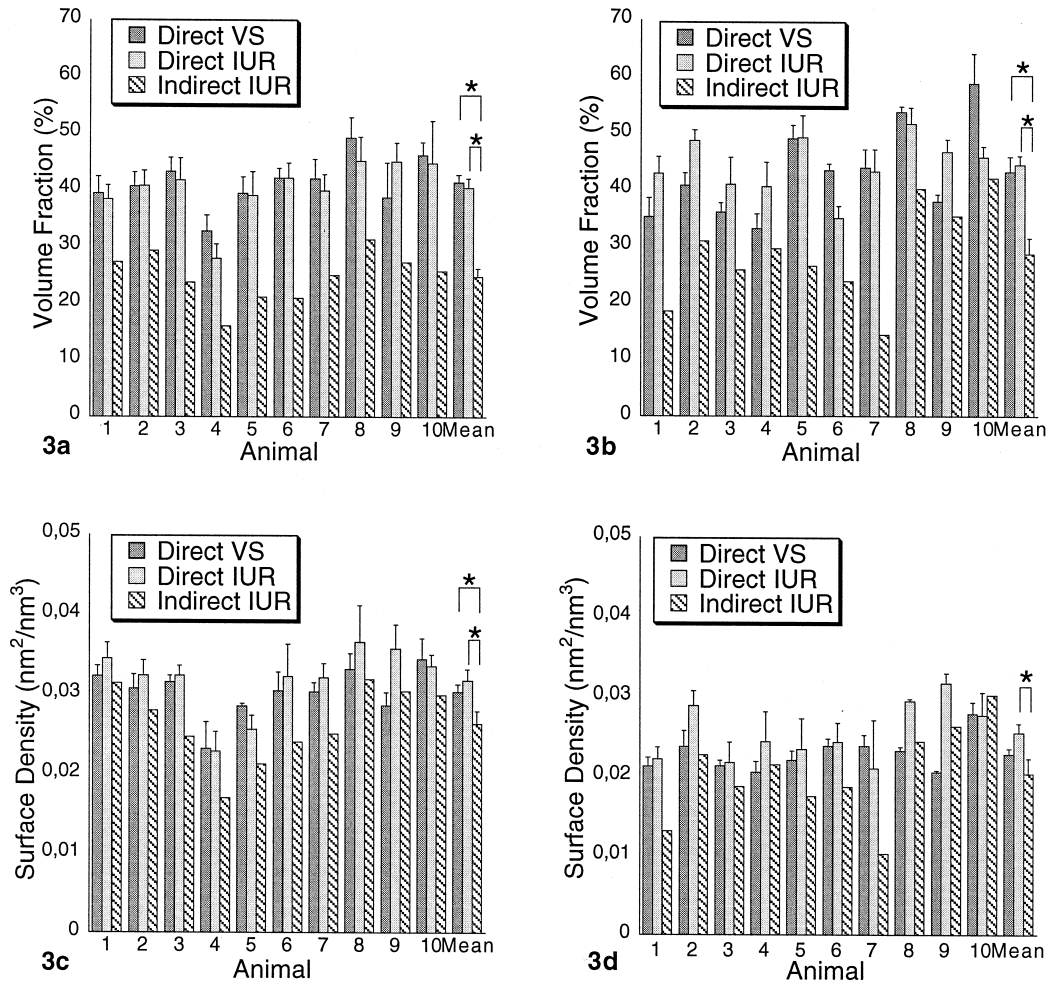 70
60
50
40
30
20
10
0
Volume Fraction (%)
Direct VS
Direct IUR
Indirect IUR
*
*
1 2 3 4 5 6 7 8 9 10Mean
3a
Animal
70
60
50
40
30
20
10
0
Volume Fraction (%)
Direct VS
Direct IUR
Indirect IUR
*
*
1 2 3 4 5 6 7 8 9 10Mean
3b
Animal
0,05
0,04
0,03
0,02
0,01
0
Surface Density (nm²/nm³)
Direct VS
Direct IUR
Indirect IUR
*
*
1 2 3 4 5 6 7 8 9 10Mean
3c
Animal
0,05
0,04
0,03
0,02
0,01
0
Surface Density (nm²/nm³)
Direct VS
Direct IUR
Indirect IUR
*
1 2 3 4 5 6 7 8 9 10Mean
3d
Animal